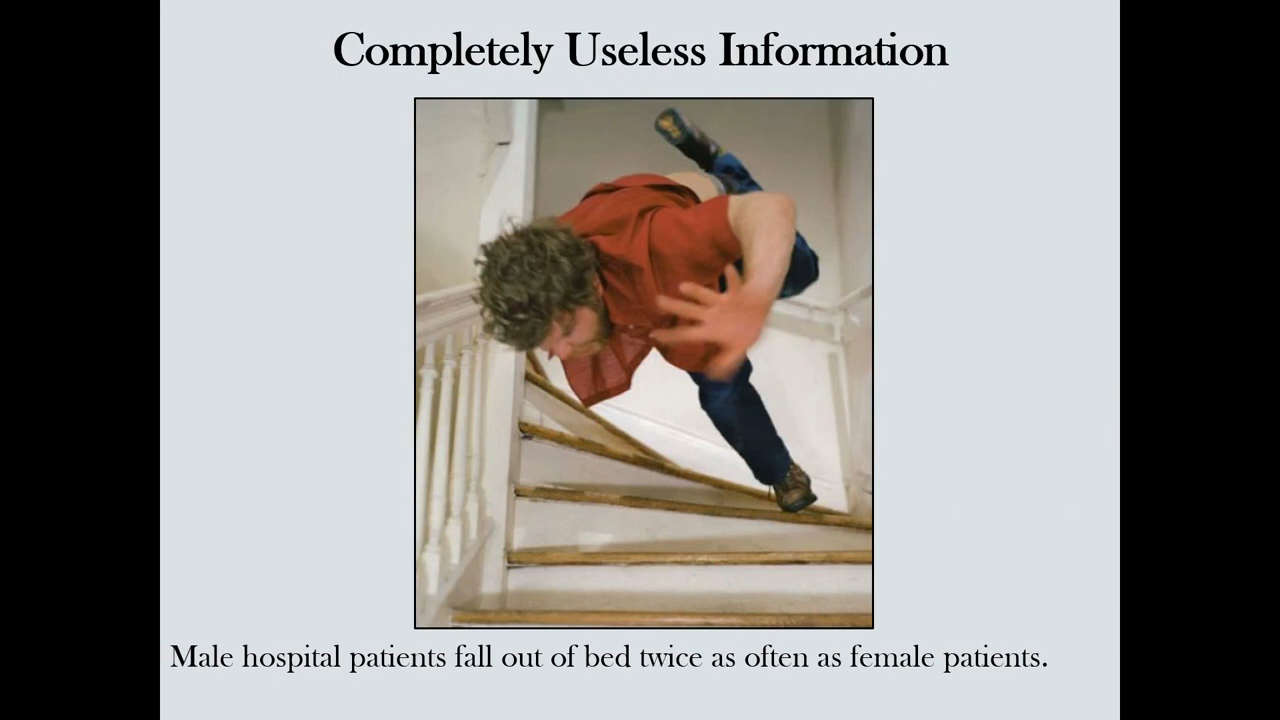 Completely Useless Information
Male hospital patients fall out of bed twice as often as female patients.